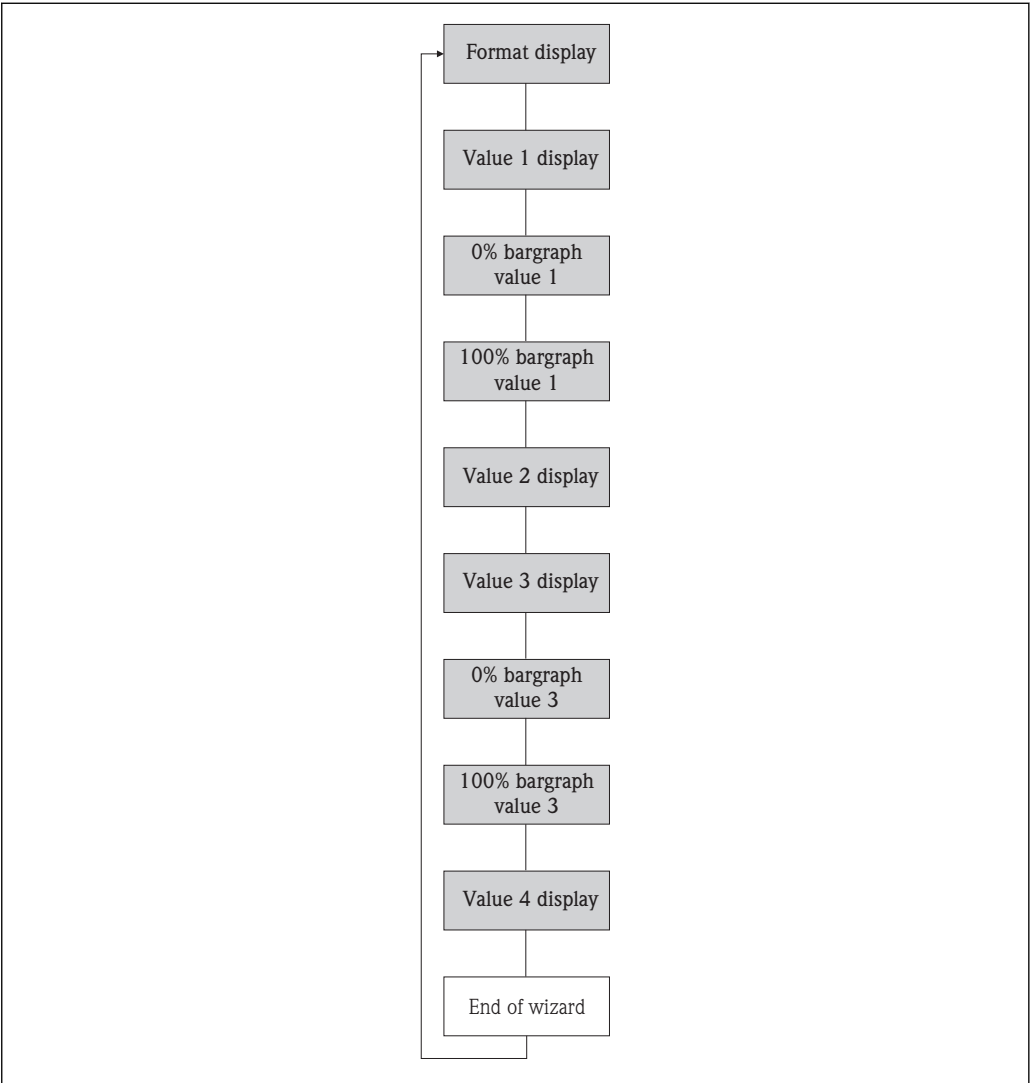 Format display
Value 1 display
0% bargraph
value 1
100% bargraph
value 1
Value 2 display
Value 3 display
0% bargraph
value 3
100% bargraph
value 3
Value 4 display
End of wizard